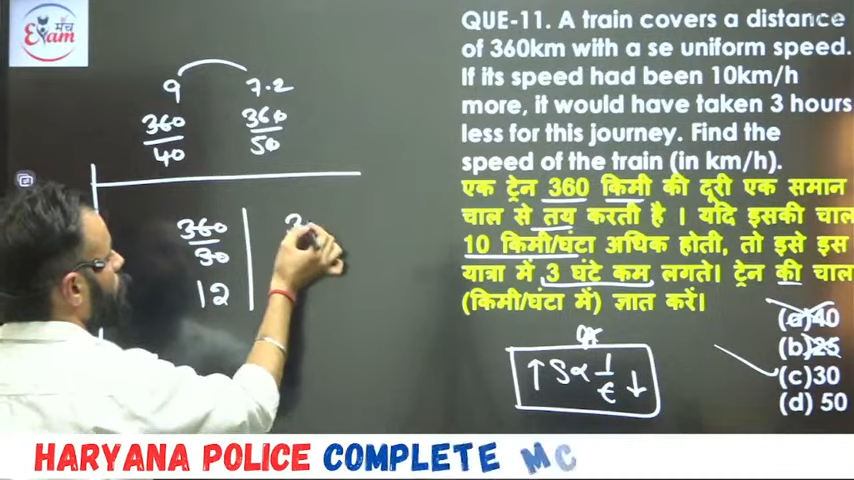 मंच
Exam
QUE-11. A train covers a distance
of 360km with a se uniform speed.
If its speed had been 10km/h
more, it would have taken 3 hours
less for this journey. Find the
speed of the train (in km/h).
एक ट्रेन 360 किमी की दूरी एक समान
चाल से तय करती है । यदि इसकी चाल
10 किमी/घंटा अधिक होती, तो इसे इस
यात्रा में 3 घंटे कम लगते। ट्रेन की चाल
(किमी/घंटा में) ज्ञात करें।
(a)40
(b)25
(c)30
(d) 50
9 7.2
360/40 360/50
360/30 3
12
↑ S ∝ 1/t ↓
HARYANA POLICE COMPLETE MC